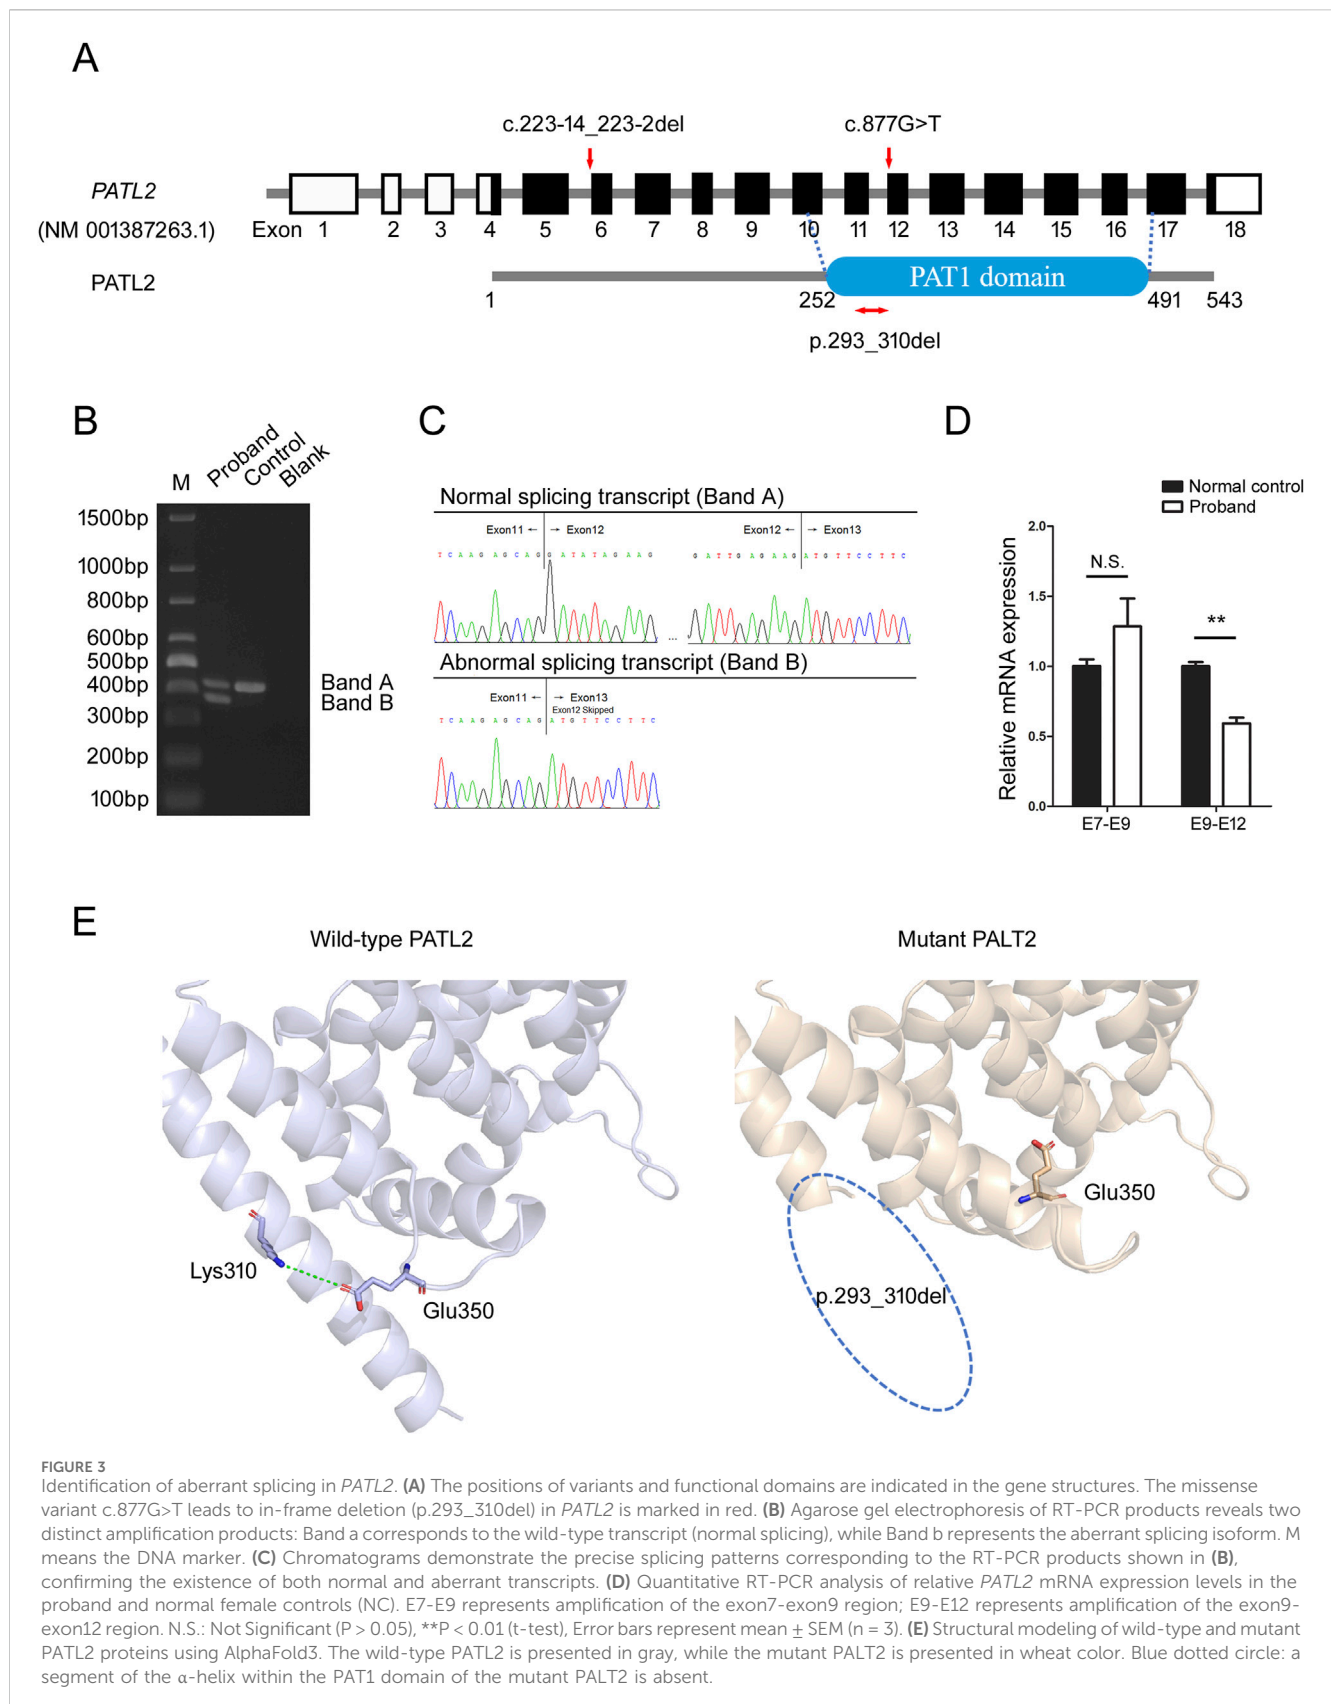 A
c.223-14_223-2del
c.877G>T
PATL2
(NM 001387263.1)
Exon 1 2 3 4 5 6 7 8 9 10 11 12 13 14 15 16 17 18
PATL2
PAT1 domain
1 252 491 543
p.293_310del
B
M Proband Control Blank
1500bp
1000bp
800bp
600bp
500bp
400bp
300bp
200bp
100bp
Band A
Band B
C
Normal splicing transcript (Band A)
Exon11 ← → Exon12
Exon12 ← → Exon13
T C A A G A G C A G G A T A T A G A A G
G A T T G A G A A G A T G T T C C T T C
...
Abnormal splicing transcript (Band B)
Exon11 ← → Exon13
Exon12 Skipped
T C A A G A G C A G A T G T T C C T T C
D
Normal control
Proband
Relative mRNA expression
2.0
1.5
1.0
0.5
0.0
N.S.
**
E7-E9
E9-E12
E
Wild-type PATL2
Mutant PALT2
Lys310
Glu350
Glu350
p.293_310del
FIGURE 3
Identification of aberrant splicing in PATL2. (A) The positions of variants and functional domains are indicated in the gene structures. The missense
variant c.877G>T leads to in-frame deletion (p.293_310del) in PATL2 is marked in red. (B) Agarose gel electrophoresis of RT-PCR products reveals two
distinct amplification products: Band a corresponds to the wild-type transcript (normal splicing), while Band b represents the aberrant splicing isoform. M
means the DNA marker. (C) Chromatograms demonstrate the precise splicing patterns corresponding to the RT-PCR products shown in (B),
confirming the existence of both normal and aberrant transcripts. (D) Quantitative RT-PCR analysis of relative PATL2 mRNA expression levels in the
proband and normal female controls (NC). E7-E9 represents amplification of the exon7-exon9 region; E9-E12 represents amplification of the exon9-
exon12 region. N.S.: Not Significant (P > 0.05), **P < 0.01 (t-test), Error bars represent mean ± SEM (n = 3). (E) Structural modeling of wild-type and mutant
PATL2 proteins using AlphaFold3. The wild-type PATL2 is presented in gray, while the mutant PALT2 is presented in wheat color. Blue dotted circle: a
segment of the α-helix within the PAT1 domain of the mutant PALT2 is absent.